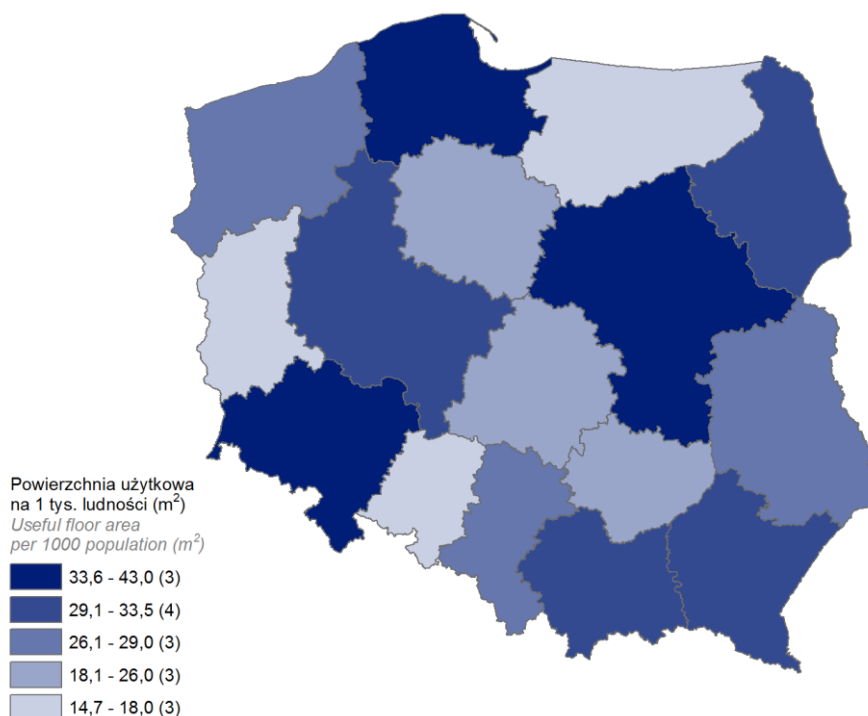 Powierzchnia użytkowa
na 1 tys. ludności (m²)
Useful floor area
per 1000 population (m²)
33,6 - 43,0 (3)
29,1 - 33,5 (4)
26,1 - 29,0 (3)
18,1 - 26,0 (3)
14,7 - 18,0 (3)